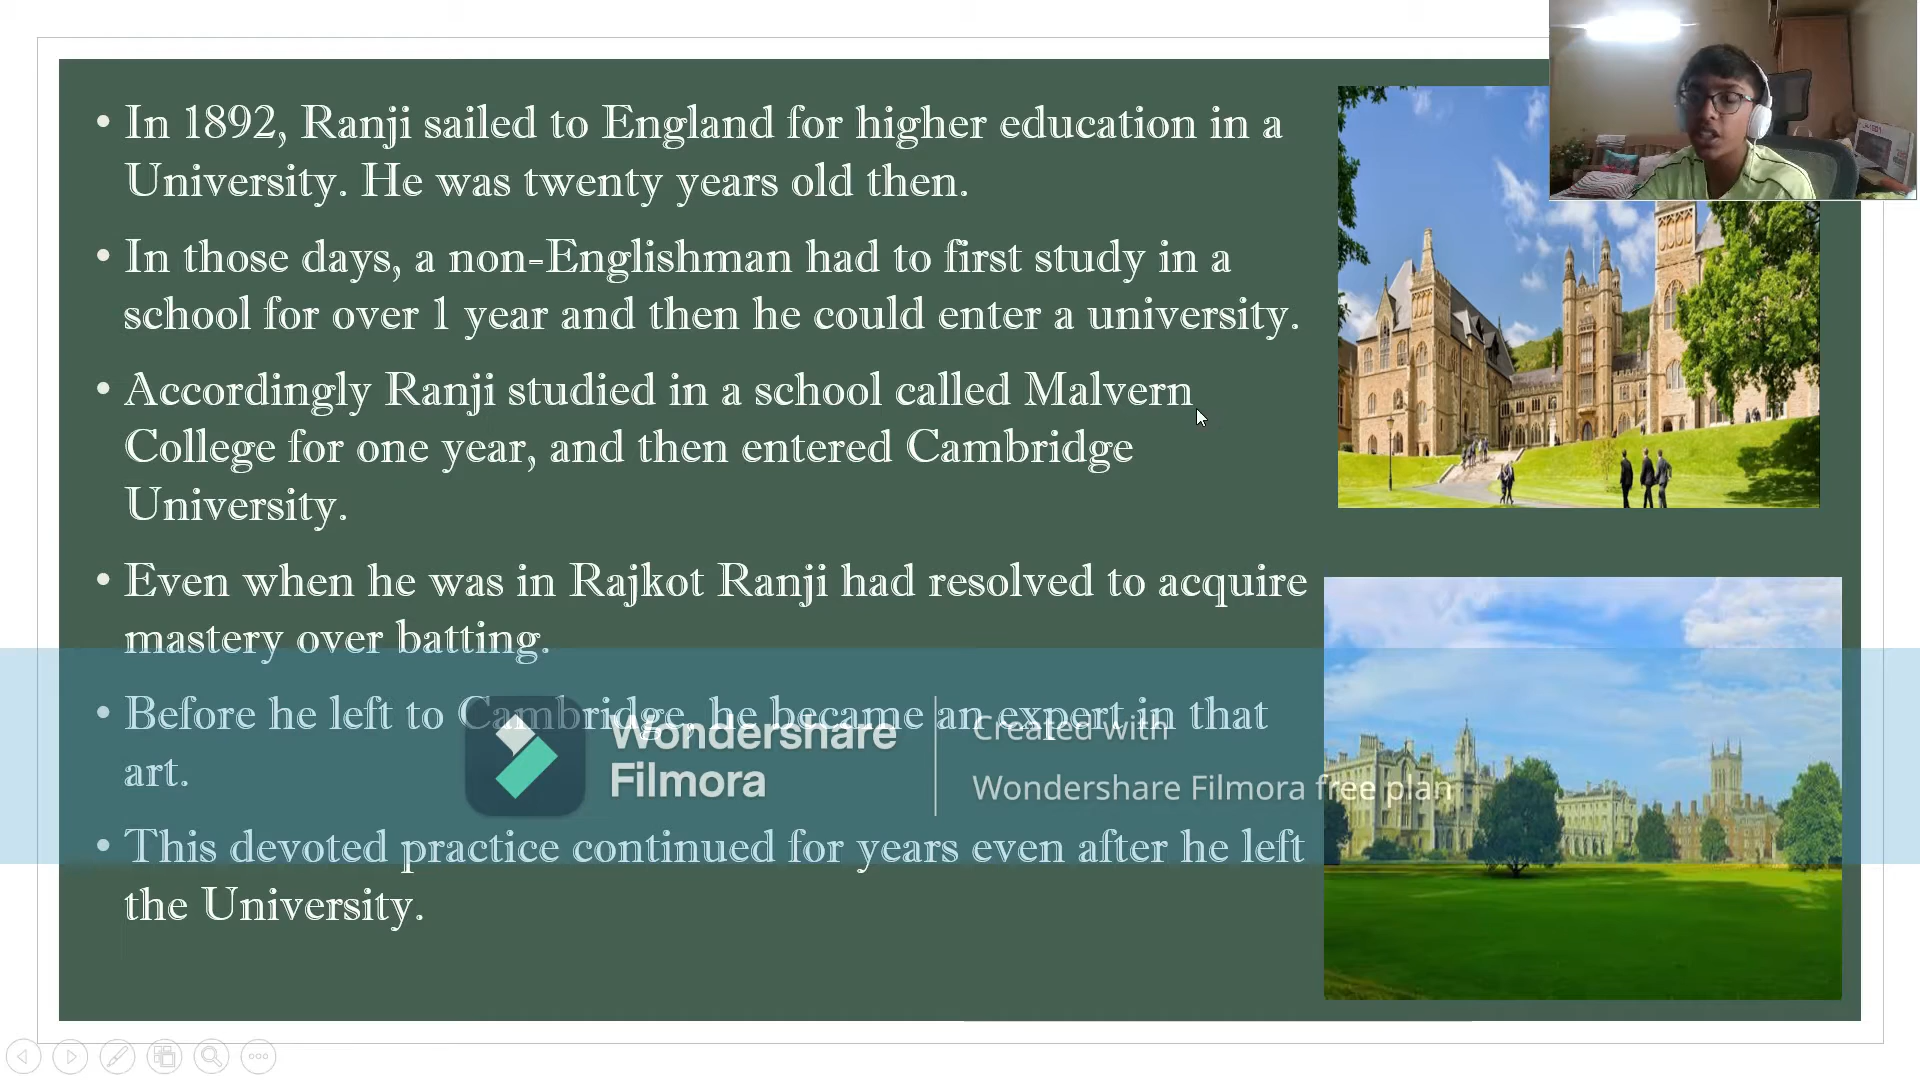 • In 1892, Ranji sailed to England for higher education in a
University. He was twenty years old then.
• In those days, a non-Englishman had to first study in a
school for over 1 year and then he could enter a university.
• Accordingly Ranji studied in a school called Malvern
College for one year, and then entered Cambridge
University.
• Even when he was in Rajkot Ranji had resolved to acquire
mastery over batting.
• Before he left to Cambridge, he became an expert in that
art.
• This devoted practice continued for years even after he left
the University.
Wondershare
Filmora
Created with
Wondershare Filmora free plan